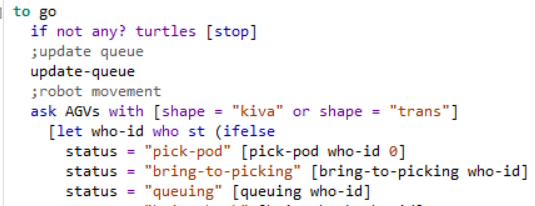 to go
if not any? turtles [stop]
;update queue
update-queue
;robot movement
ask AGVs with [shape = "kiva" or shape = "trans"]
[let who-id who st (ifelse
status = "pick-pod" [pick-pod who-id 0]
status = "bring-to-picking" [bring-to-picking who-id]
status = "queuing" [queuing who-id]